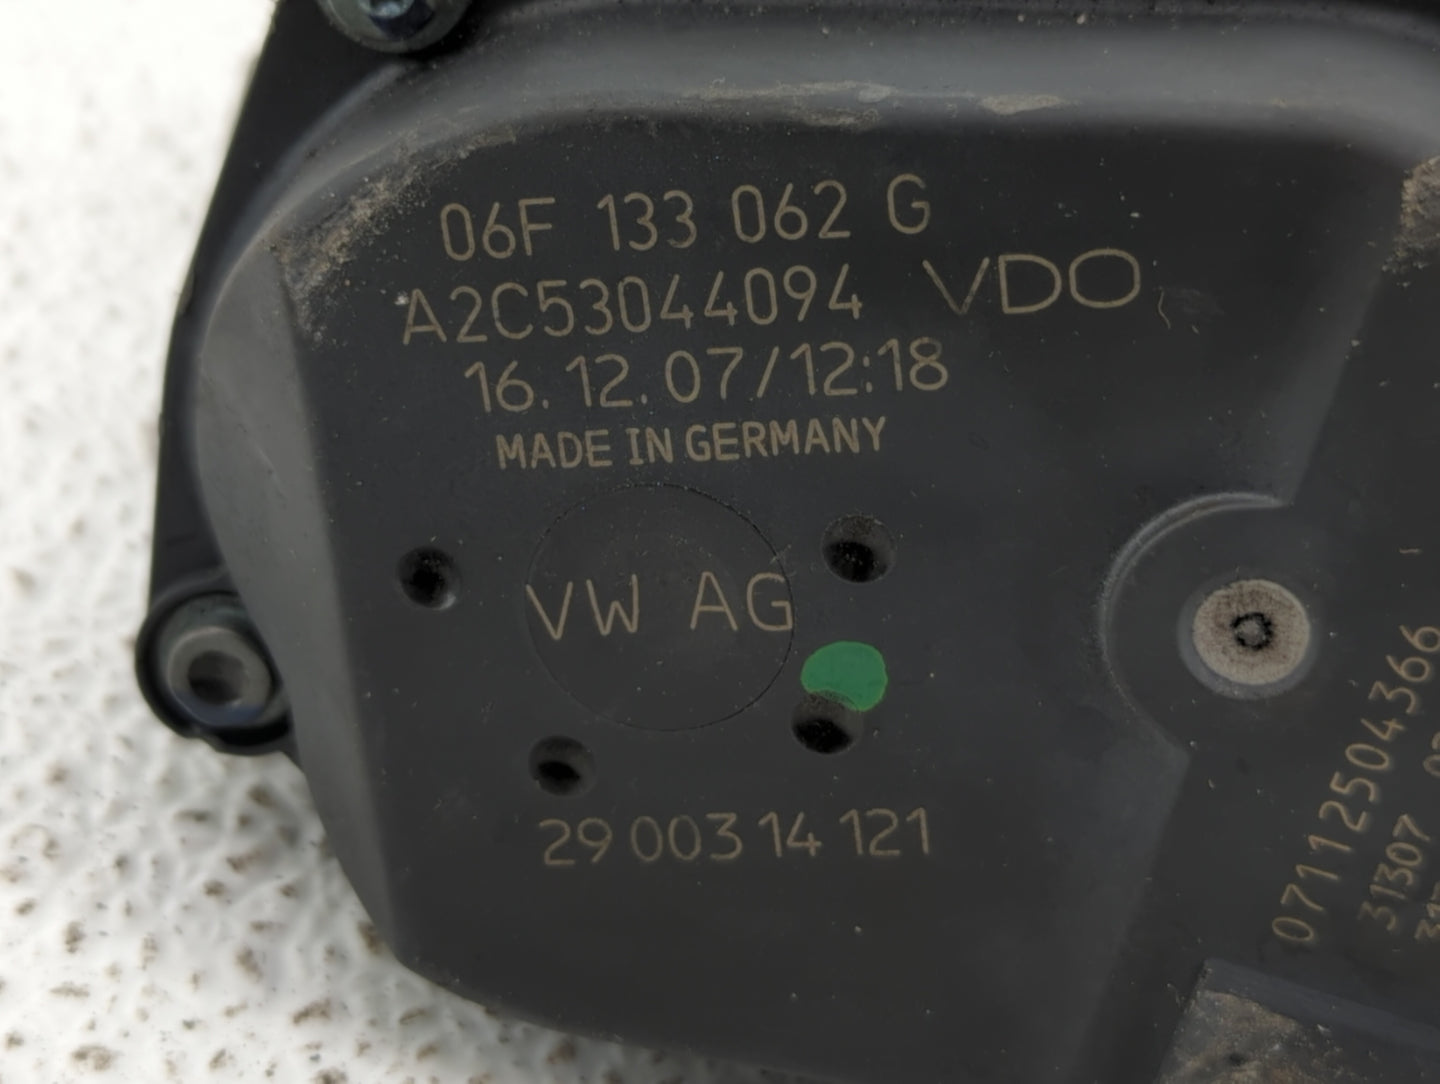 06F 133 062 G
A2C53044094 VDO
16.12.07/12:18
MADE IN GERMANY
VW AG
29 003 14 121
07112504366
31307